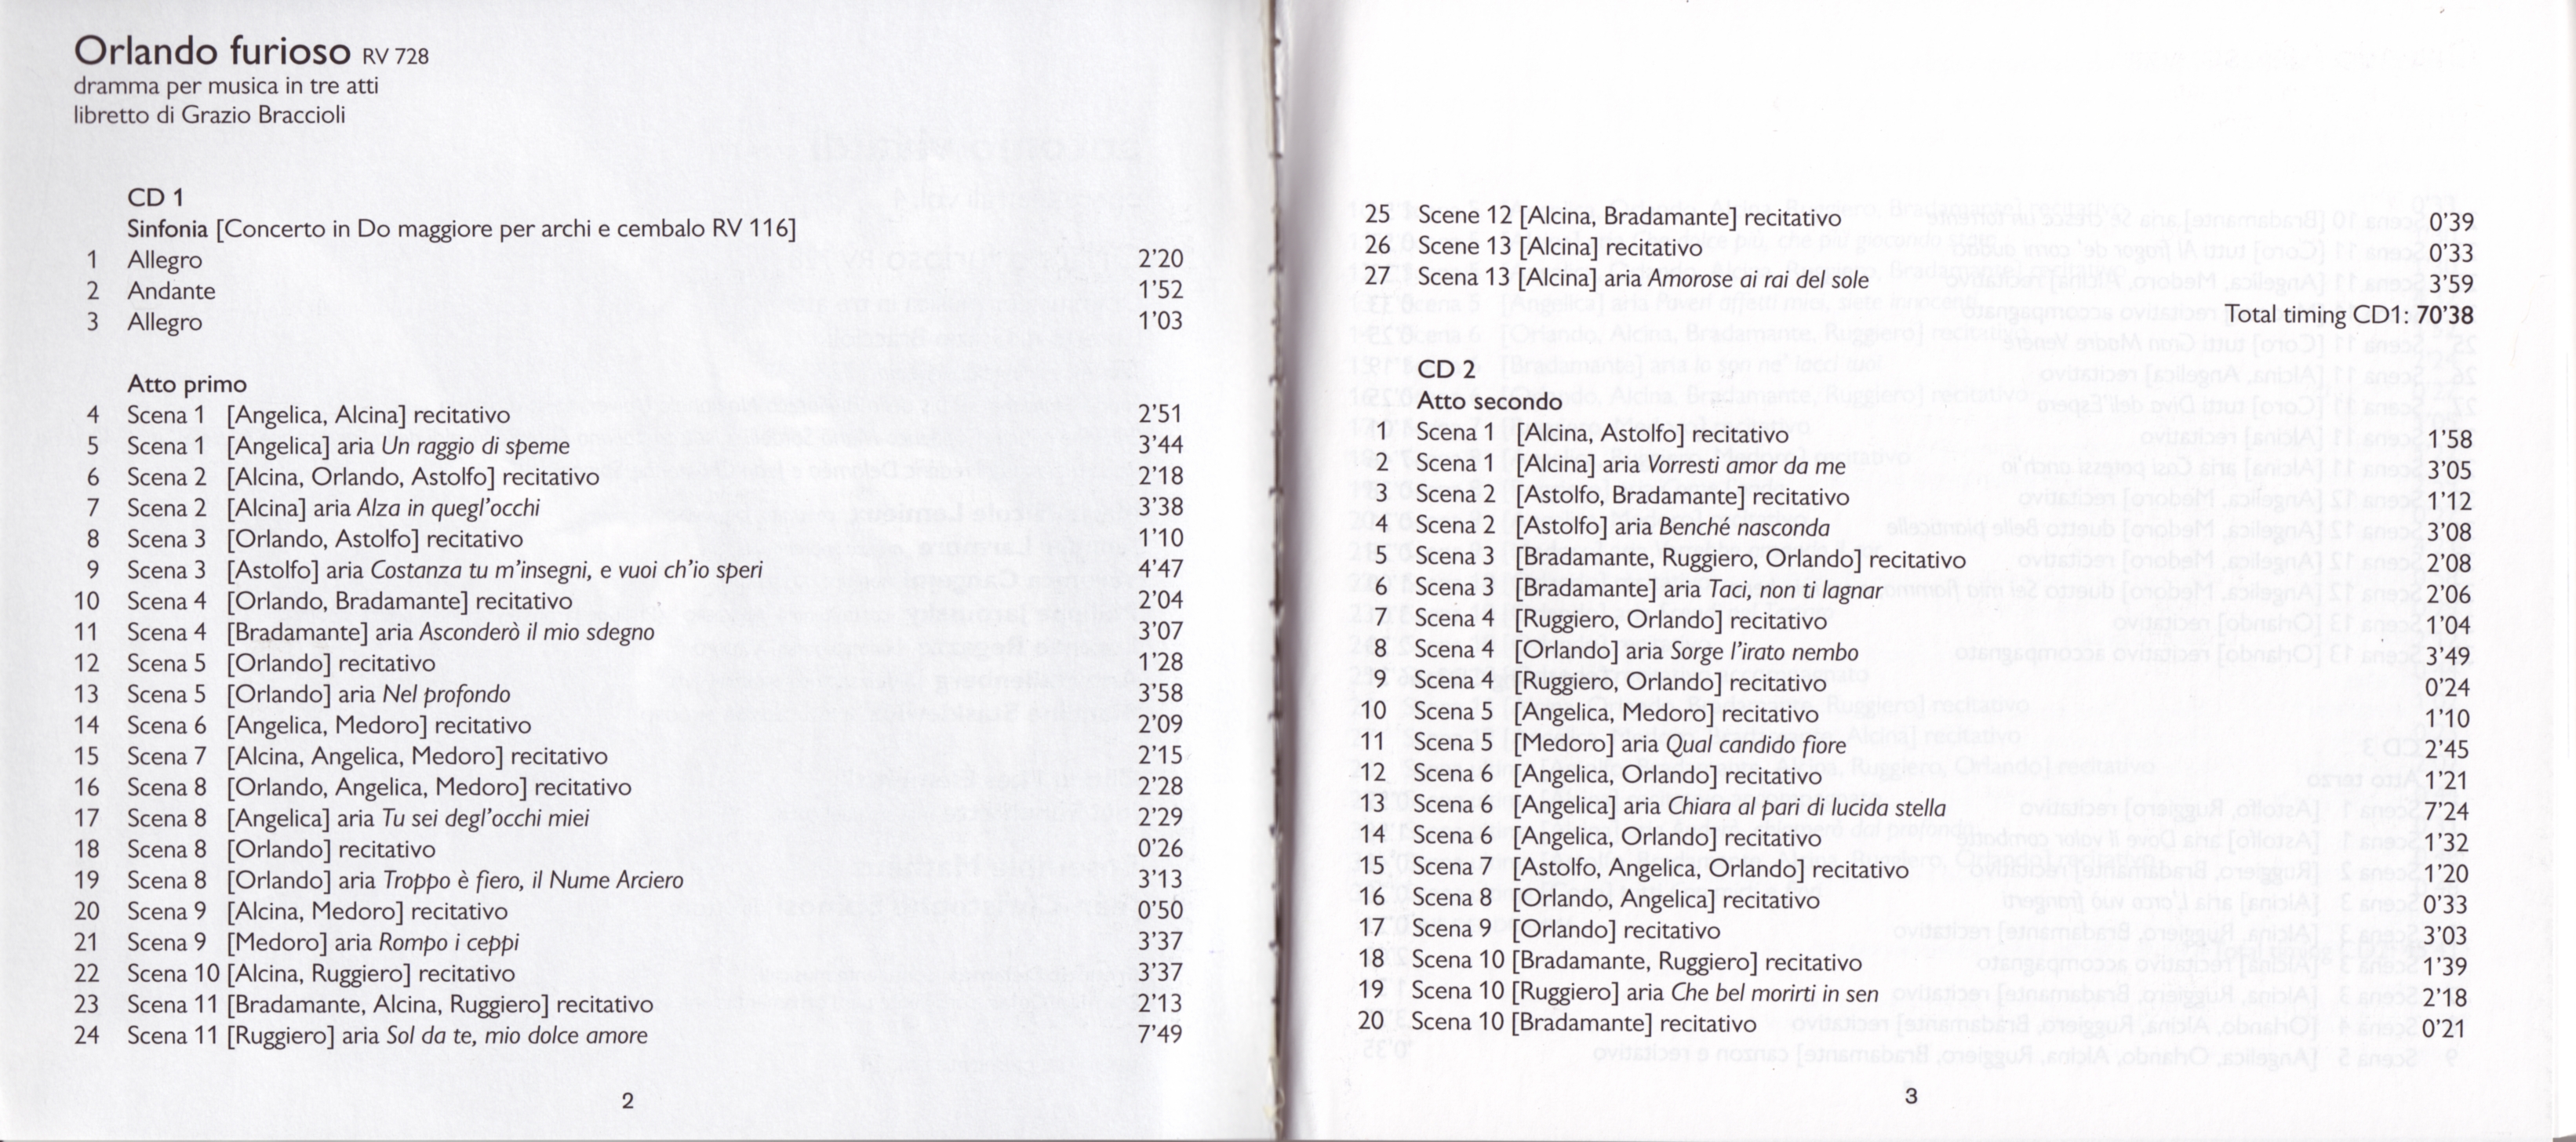 Orlando furioso RV 728
dramma per musica in tre atti
libretto di Grazio Braccioli
CD 1
Sinfonia [Concerto in Do maggiore per archi e cembalo RV 116]
1 Allegro 2'20
2 Andante 1'52
3 Allegro 1'03
Atto primo
4 Scena 1 [Angelica, Alcina] recitativo 2'51
5 Scena 1 [Angelica] aria Un raggio di speme 3'44
6 Scena 2 [Alcina, Orlando, Astolfo] recitativo 2'18
7 Scena 2 [Alcina] aria Alza in quegl'occhi 3'38
8 Scena 3 [Orlando, Astolfo] recitativo 1'10
9 Scena 3 [Astolfo] aria Costanza tu m'insegni, e vuoi ch'io speri 4'47
10 Scena 4 [Orlando, Bradamante] recitativo 2'04
11 Scena 4 [Bradamante] aria Asconderò il mio sdegno 3'07
12 Scena 5 [Orlando] recitativo 1'28
13 Scena 5 [Orlando] aria Nel profondo 3'58
14 Scena 6 [Angelica, Medoro] recitativo 2'09
15 Scena 7 [Alcina, Angelica, Medoro] recitativo 2'15
16 Scena 8 [Orlando, Angelica, Medoro] recitativo 2'28
17 Scena 8 [Angelica] aria Tu sei degl'occhi miei 2'29
18 Scena 8 [Orlando] recitativo 0'26
19 Scena 8 [Orlando] aria Troppo è fiero, il Nume Arciero 3'13
20 Scena 9 [Alcina, Medoro] recitativo 0'50
21 Scena 9 [Medoro] aria Rompo i ceppi 3'37
22 Scena 10 [Alcina, Ruggiero] recitativo 3'37
23 Scena 11 [Bradamante, Alcina, Ruggiero] recitativo 2'13
24 Scena 11 [Ruggiero] aria Sol da te, mio dolce amore 7'49
2
25 Scene 12 [Alcina, Bradamante] recitativo 0'39
26 Scene 13 [Alcina] recitativo 0'33
27 Scena 13 [Alcina] aria Amorose ai rai del sole 3'59
Total timing CD1: 70'38
CD 2
Atto secondo
1 Scena 1 [Alcina, Astolfo] recitativo 1'58
2 Scena 1 [Alcina] aria Vorresti amor da me 3'05
3 Scena 2 [Astolfo, Bradamante] recitativo 1'12
4 Scena 2 [Astolfo] aria Benché nasconda 3'08
5 Scena 3 [Bradamante, Ruggiero, Orlando] recitativo 2'08
6 Scena 3 [Bradamante] aria Taci, non ti lagnar 2'06
7 Scena 4 [Ruggiero, Orlando] recitativo 1'04
8 Scena 4 [Orlando] aria Sorge l'irato nembo 3'49
9 Scena 4 [Ruggiero, Orlando] recitativo 0'24
10 Scena 5 [Angelica, Medoro] recitativo 1'10
11 Scena 5 [Medoro] aria Qual candido fiore 2'45
12 Scena 6 [Angelica, Orlando] recitativo 1'21
13 Scena 6 [Angelica] aria Chiara al pari di lucida stella 7'24
14 Scena 6 [Angelica, Orlando] recitativo 1'32
15 Scena 7 [Astolfo, Angelica, Orlando] recitativo 1'20
16 Scena 8 [Orlando, Angelica] recitativo 0'33
17 Scena 9 [Orlando] recitativo 3'03
18 Scena 10 [Bradamante, Ruggiero] recitativo 1'39
19 Scena 10 [Ruggiero] aria Che bel morirti in sen 2'18
20 Scena 10 [Bradamante] recitativo 0'21
3